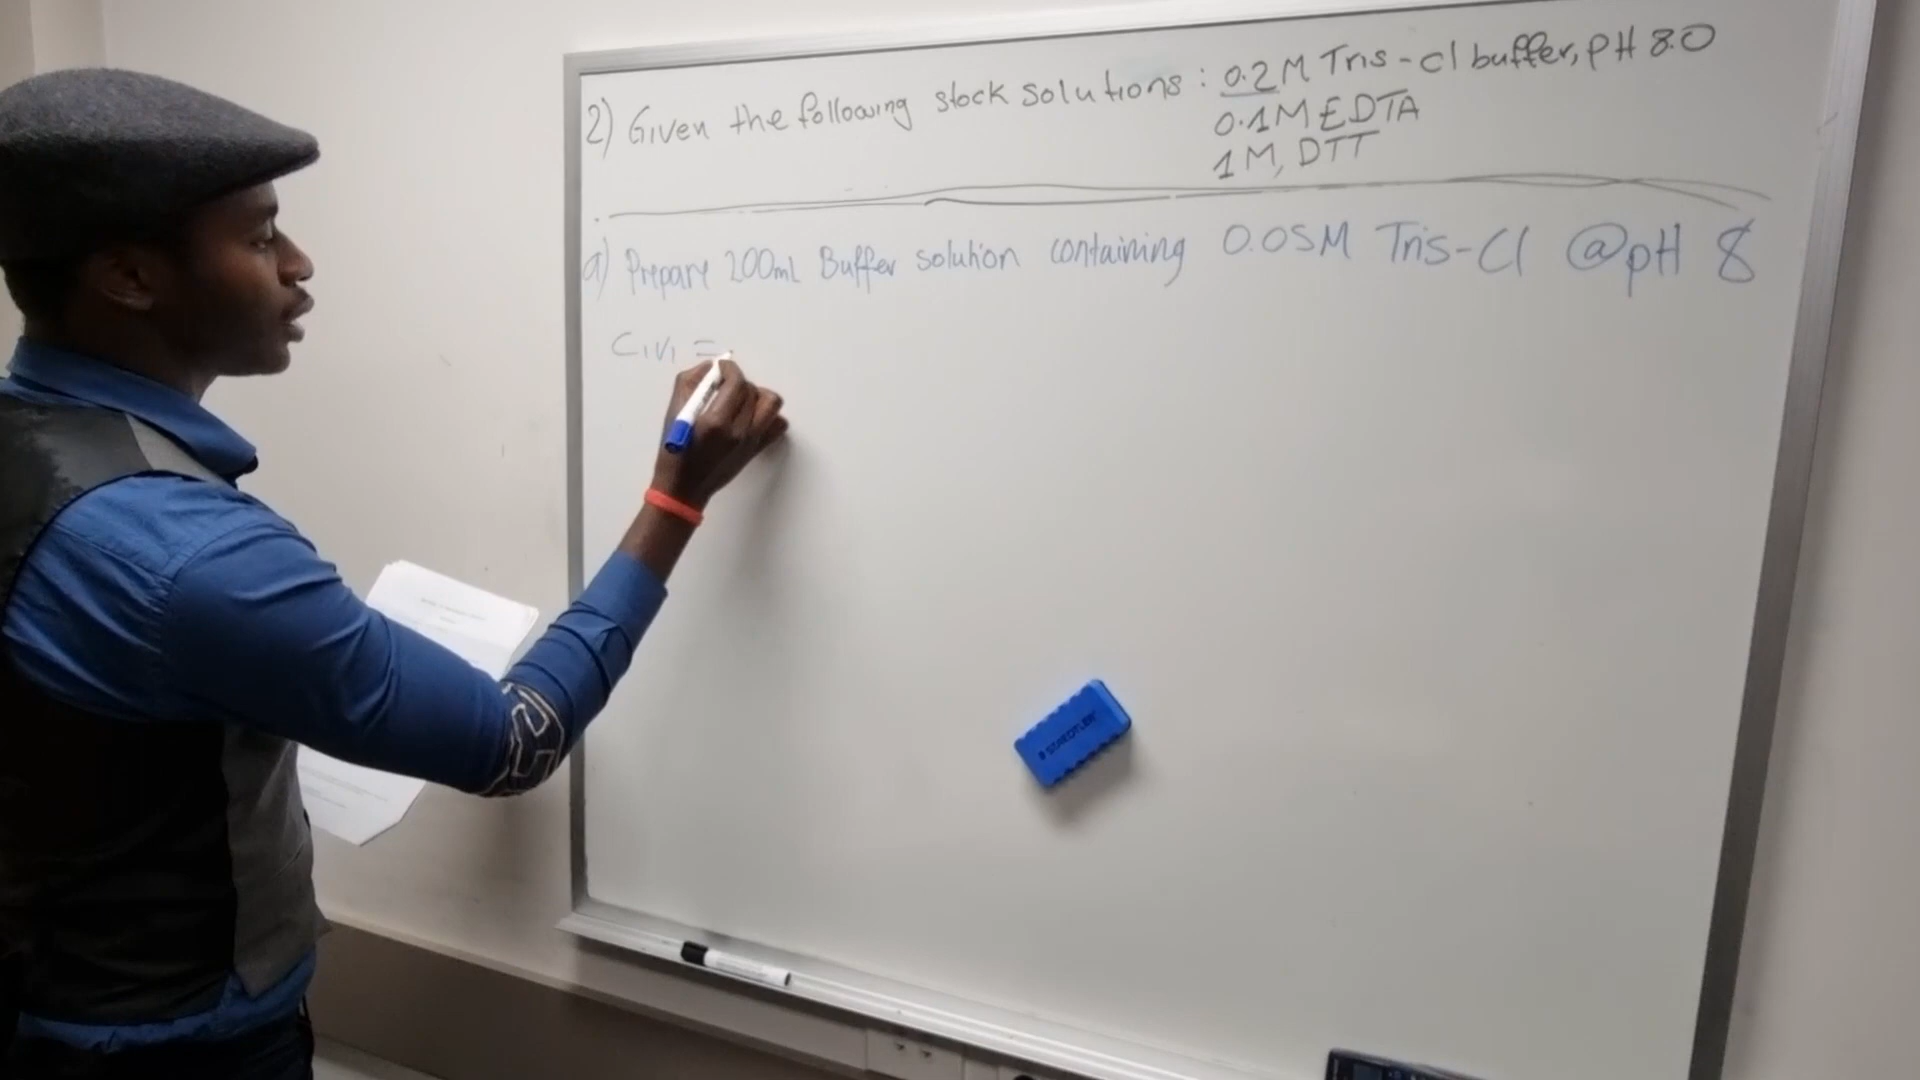 2) Given the following stock solutions : 0.2M Tris-cl buffer, pH 8.0
0.1M EDTA
1M, DTT
a) Prepare 200mL Buffer solution containing 0.05M Tris-Cl @pH 8
C1V1 =
STAEDTLER